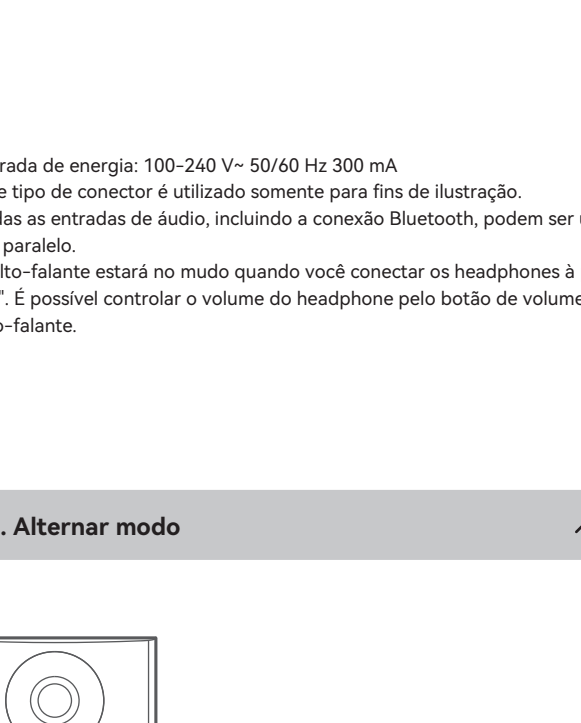 rada de energia: 100-240 V~ 50/60 Hz 300 mA
e tipo de conector é utilizado somente para fins de ilustração.
das as entradas de áudio, incluindo a conexão Bluetooth, podem ser
paralelo.
lto-falante estará no mudo quando você conectar os headphones à
". É possível controlar o volume do headphone pelo botão de volume
o-falante.
. Alternar modo